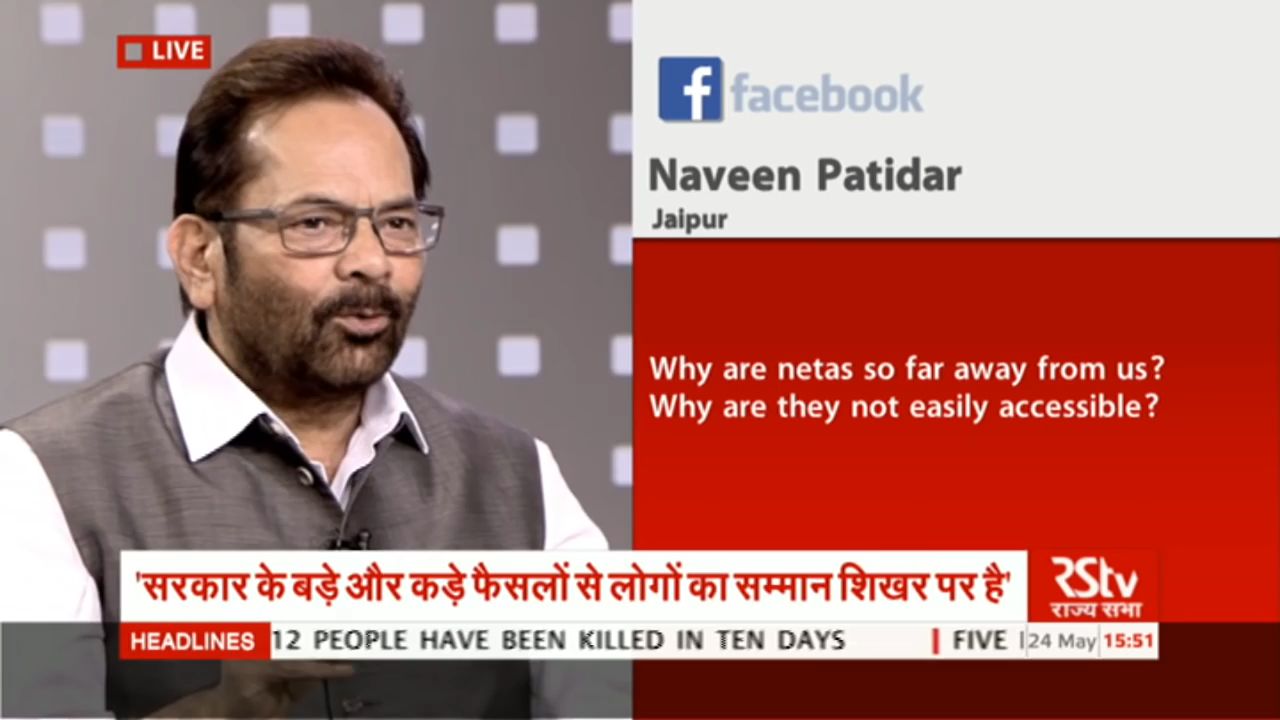 LIVE
facebook
Naveen Patidar
Jaipur
Why are netas so far away from us?
Why are they not easily accessible?
'सरकार के बड़े और कड़े फैसलों से लोगों का सम्मान शिखर पर है'
RStv
राज्य सभा
HEADLINES 12 PEOPLE HAVE BEEN KILLED IN TEN DAYS | FIVE 24 May 15:51